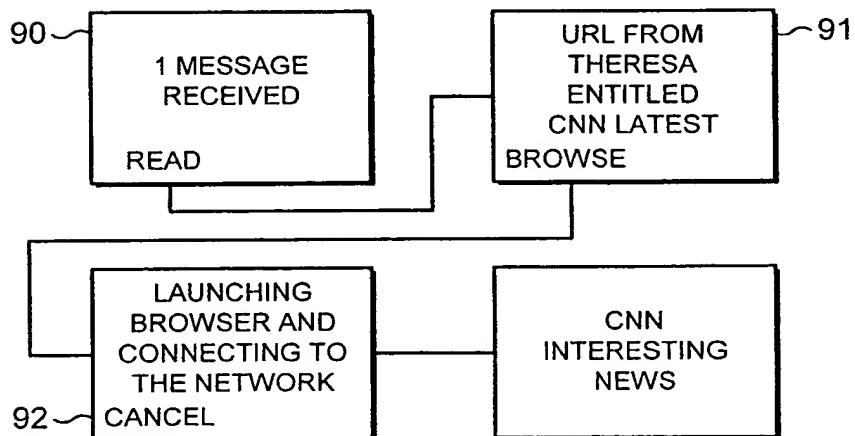 90
1 MESSAGE
RECEIVED
READ
URL FROM
THERESA
ENTITLED
CNN LATEST
BROWSE
91
LAUNCHING
BROWSER AND
CONNECTING TO
THE NETWORK
CANCEL
92
CNN
INTERESTING
NEWS